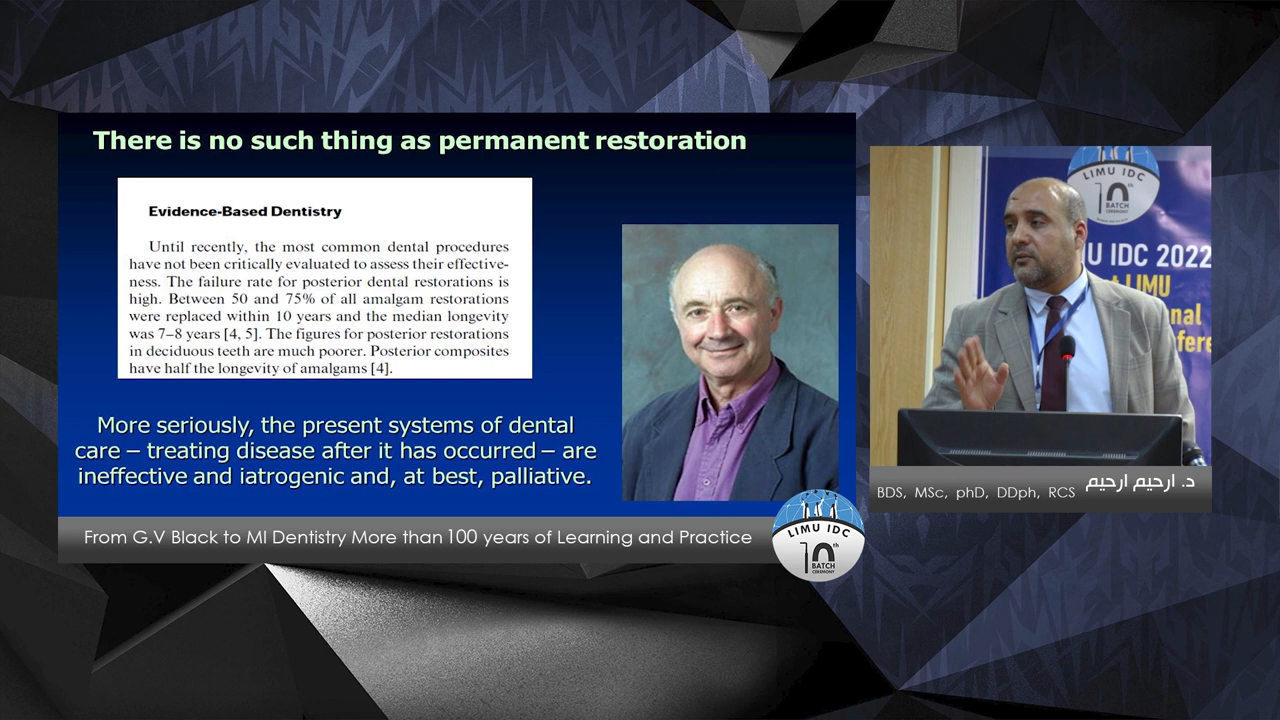 There is no such thing as permanent restoration
Evidence-Based Dentistry
Until recently, the most common dental procedures
have not been critically evaluated to assess their effective-
ness. The failure rate for posterior dental restorations is
high. Between 50 and 75% of all amalgam restorations
were replaced within 10 years and the median longevity
was 7–8 years [4, 5]. The figures for posterior restorations
in deciduous teeth are much poorer. Posterior composites
have half the longevity of amalgams [4].
More seriously, the present systems of dental
care – treating disease after it has occurred – are
ineffective and iatrogenic and, at best, palliative.
From G.V Black to MI Dentistry More than 100 years of Learning and Practice
LIMU IDC
10th
BATCH
CEREMONY
LIMU IDC
10th
BATCH
CEREMONY
U IDC 2022
LIMU
nal
nfere
د. ارحيم ارحيم
BDS, MSc, phD, DDph, RCS